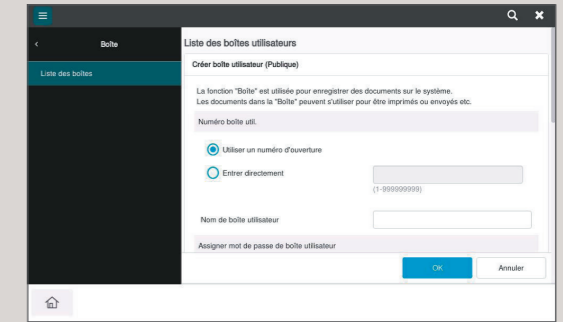 Boîte
Liste des boîtes
Liste des boîtes utilisateurs
Créer boîte utilisateur (Publique)
La fonction "Boîte" est utilisée pour enregistrer des documents sur le système.
Les documents dans la "Boîte" peuvent s'utiliser pour être imprimés ou envoyés etc.
Numéro boîte util.
Utiliser un numéro d'ouverture
Entrer directement
(1-999999999)
Nom de boîte utilisateur
Assigner mot de passe de boîte utilisateur
OK
Annuler